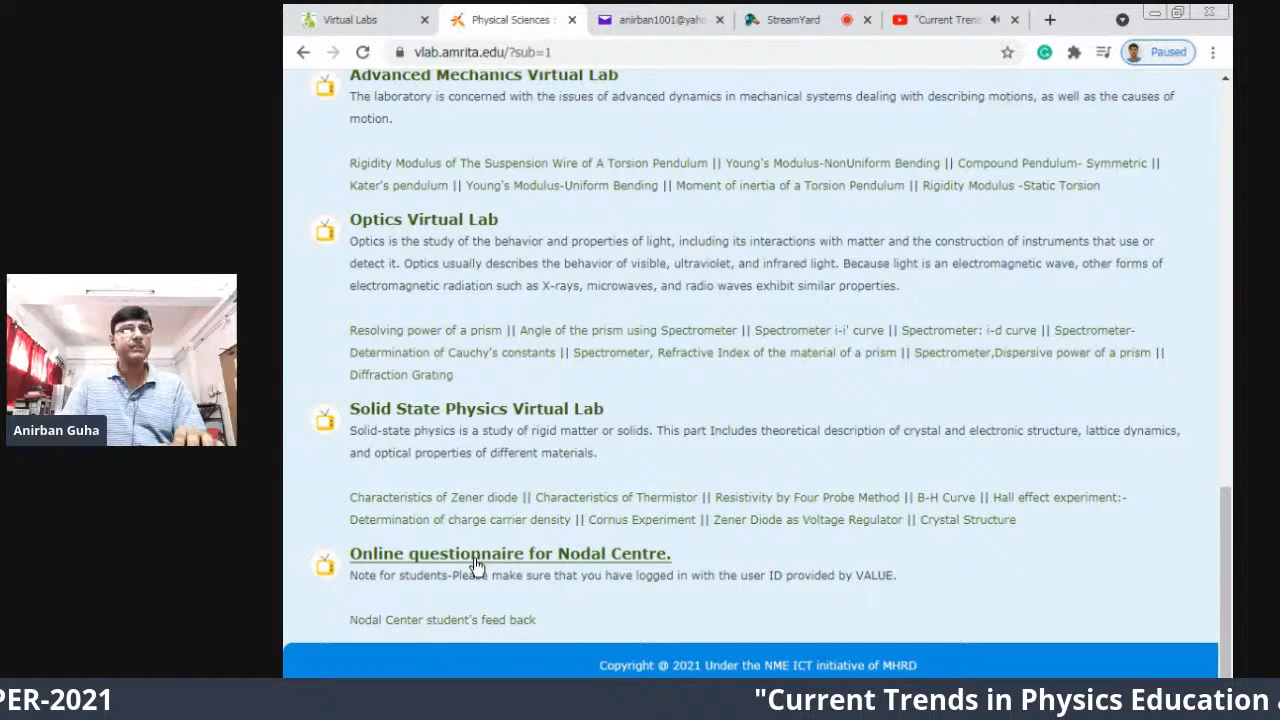 Virtual Labs
Physical Sciences :
anirban1001@yah
StreamYard
"Current Tren
vlab.amrita.edu/?sub=1
Paused
Advanced Mechanics Virtual Lab
The laboratory is concerned with the issues of advanced dynamics in mechanical systems dealing with describing motions, as well as the causes of
motion.
Rigidity Modulus of The Suspension Wire of A Torsion Pendulum || Young's Modulus-NonUniform Bending || Compound Pendulum- Symmetric ||
Kater's pendulum || Young's Modulus-Uniform Bending || Moment of inertia of a Torsion Pendulum || Rigidity Modulus -Static Torsion
Optics Virtual Lab
Optics is the study of the behavior and properties of light, including its interactions with matter and the construction of instruments that use or
detect it. Optics usually describes the behavior of visible, ultraviolet, and infrared light. Because light is an electromagnetic wave, other forms of
electromagnetic radiation such as X-rays, microwaves, and radio waves exhibit similar properties.
Resolving power of a prism || Angle of the prism using Spectrometer || Spectrometer i-i' curve || Spectrometer: i-d curve || Spectrometer-
Determination of Cauchy's constants || Spectrometer, Refractive Index of the material of a prism || Spectrometer,Dispersive power of a prism ||
Diffraction Grating
Solid State Physics Virtual Lab
Solid-state physics is a study of rigid matter or solids. This part Includes theoretical description of crystal and electronic structure, lattice dynamics,
and optical properties of different materials.
Characteristics of Zener diode || Characteristics of Thermistor || Resistivity by Four Probe Method || B-H Curve || Hall effect experiment:-
Determination of charge carrier density || Cornus Experiment || Zener Diode as Voltage Regulator || Crystal Structure
Online questionnaire for Nodal Centre.
Note for students-Please make sure that you have logged in with the user ID provided by VALUE.
Nodal Center student's feed back
Copyright @ 2021 Under the NME ICT initiative of MHRD
Anirban Guha
PER-2021 "Current Trends in Physics Education